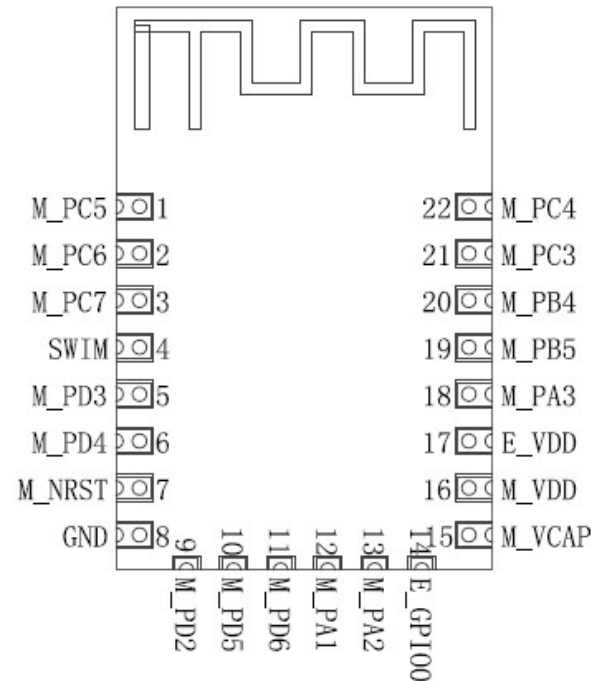 M_PC5 1 22 M_PC4
M_PC6 2 21 M_PC3
M_PC7 3 20 M_PB4
SWIM 4 19 M_PB5
M_PD3 5 18 M_PA3
M_PD4 6 17 E_VDD
M_NRST 7 16 M_VDD
GND 8 15 M_VCAP
9 M_PD2
10 M_PD5
11 M_PD6
12 M_PA1
13 M_PA2
14 E_GPIO0